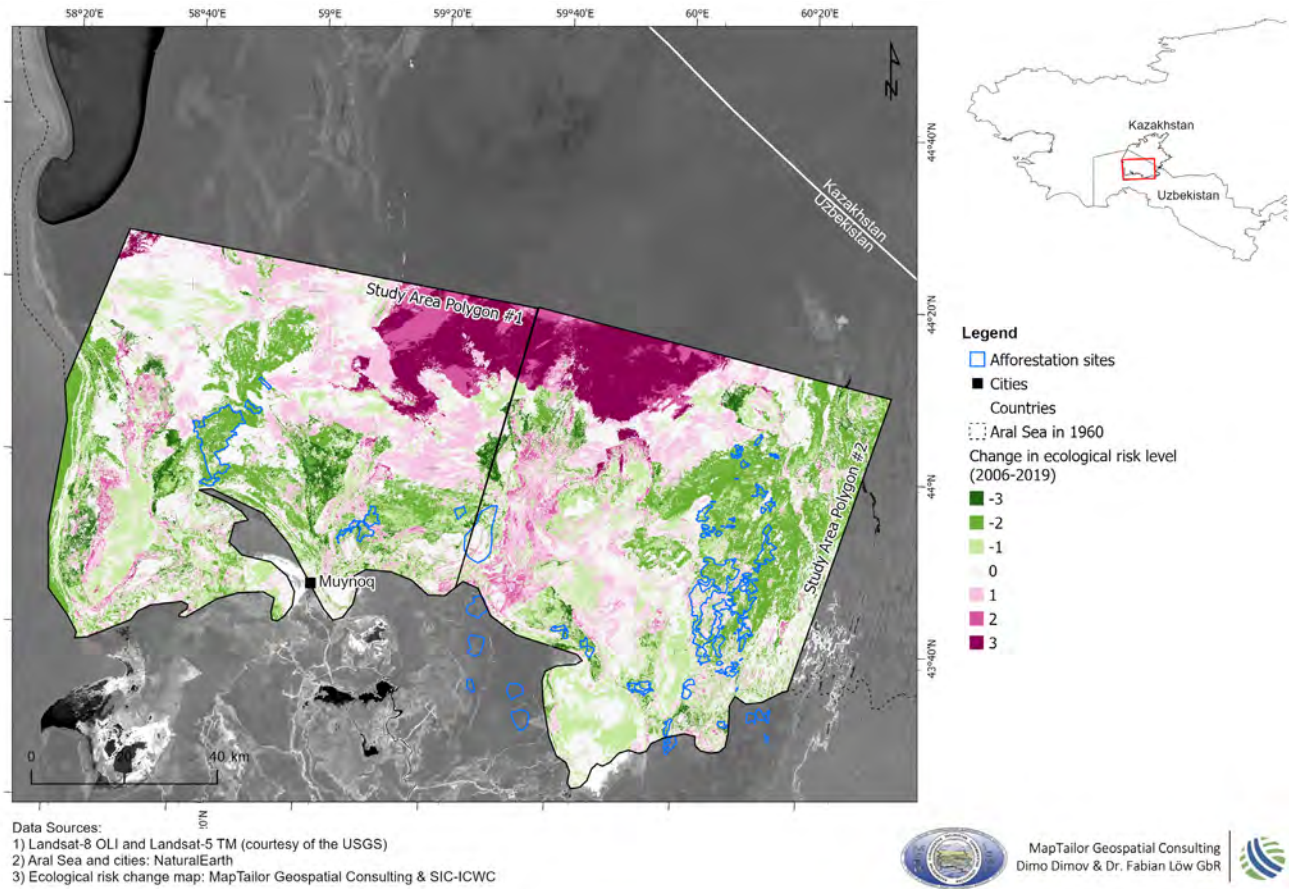 58°20'E 58°40'E 59°E 59°20'E 59°40'E 60°E 60°20'E
N
Kazakhstan
Uzbekistan
44°40'N
44°20'N
44°N
43°40'N
Study Area Polygon #1
Study Area Polygon #2
Muynoq
0 20 40 km
Kazakhstan
Uzbekistan
Legend
Afforestation sites
Cities
Countries
Aral Sea in 1960
Change in ecological risk level
(2006-2019)
-3
-2
-1
0
1
2
3
Data Sources:
1) Landsat-8 OLI and Landsat-5 TM (courtesy of the USGS)
2) Aral Sea and cities: NaturalEarth
3) Ecological risk change map: MapTailor Geospatial Consulting & SIC-ICWC
MapTailor Geospatial Consulting
Dimo Dimov & Dr. Fabian Löw GbR